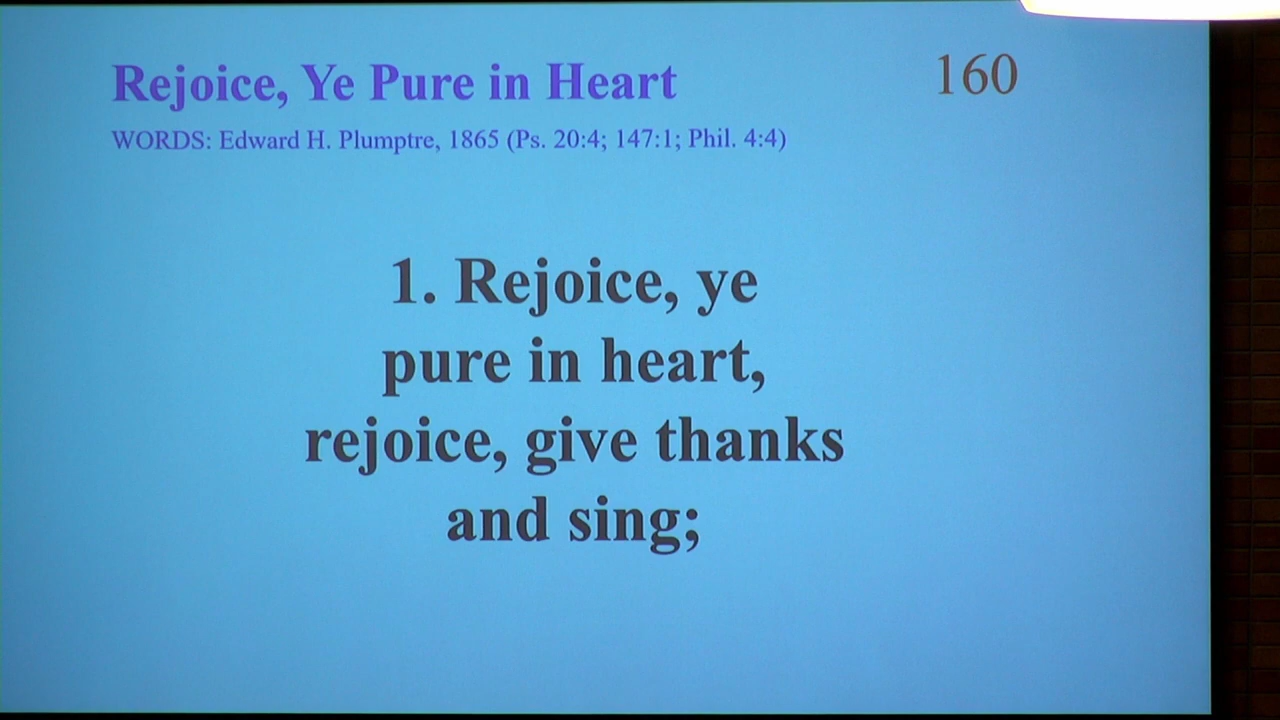 Rejoice, Ye Pure in Heart
160
WORDS: Edward H. Plumptre, 1865 (Ps. 20:4; 147:1; Phil. 4:4)
1. Rejoice, ye
pure in heart,
rejoice, give thanks
and sing;